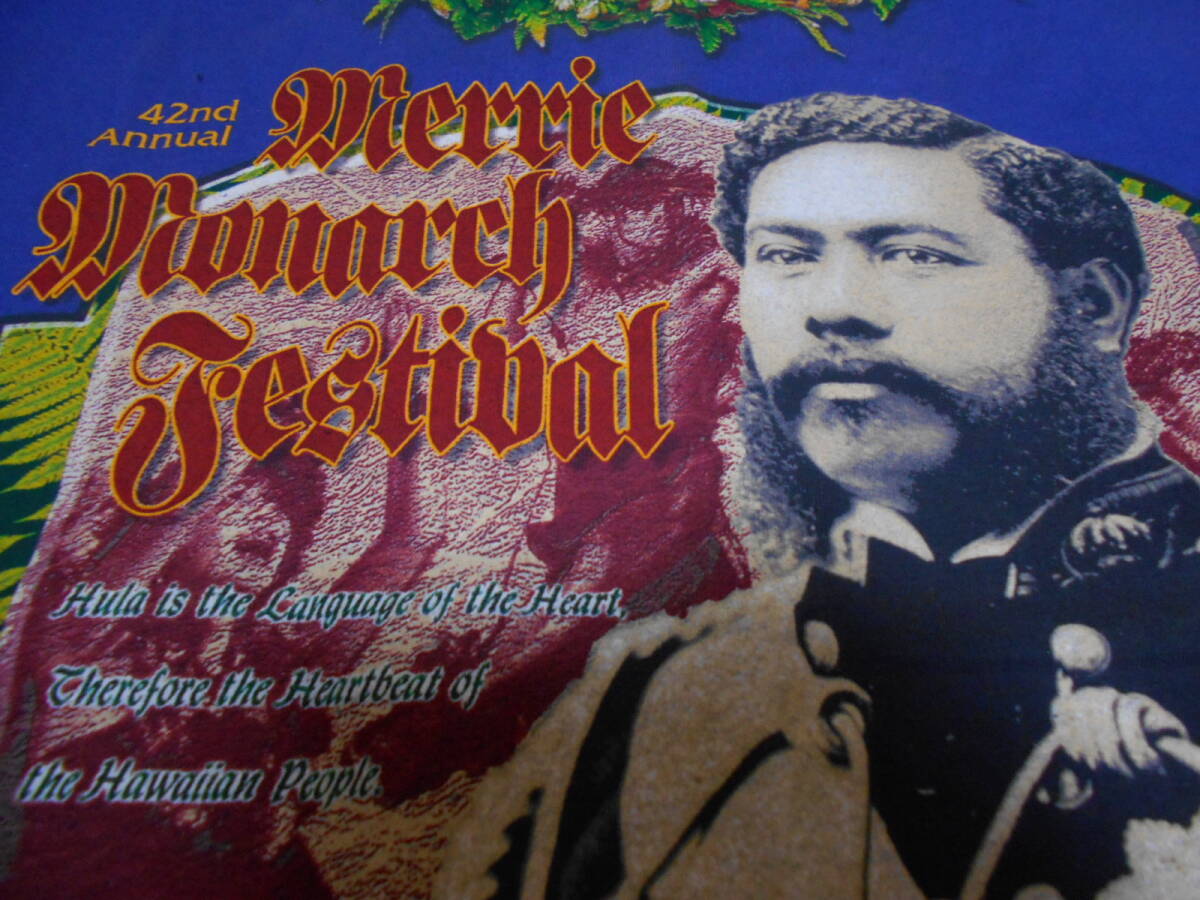 42nd
Annual
Merrie
Monarch
Festival
Hula is the Language of the Heart,
Therefore the Heartbeat of
the Hawaiian People.